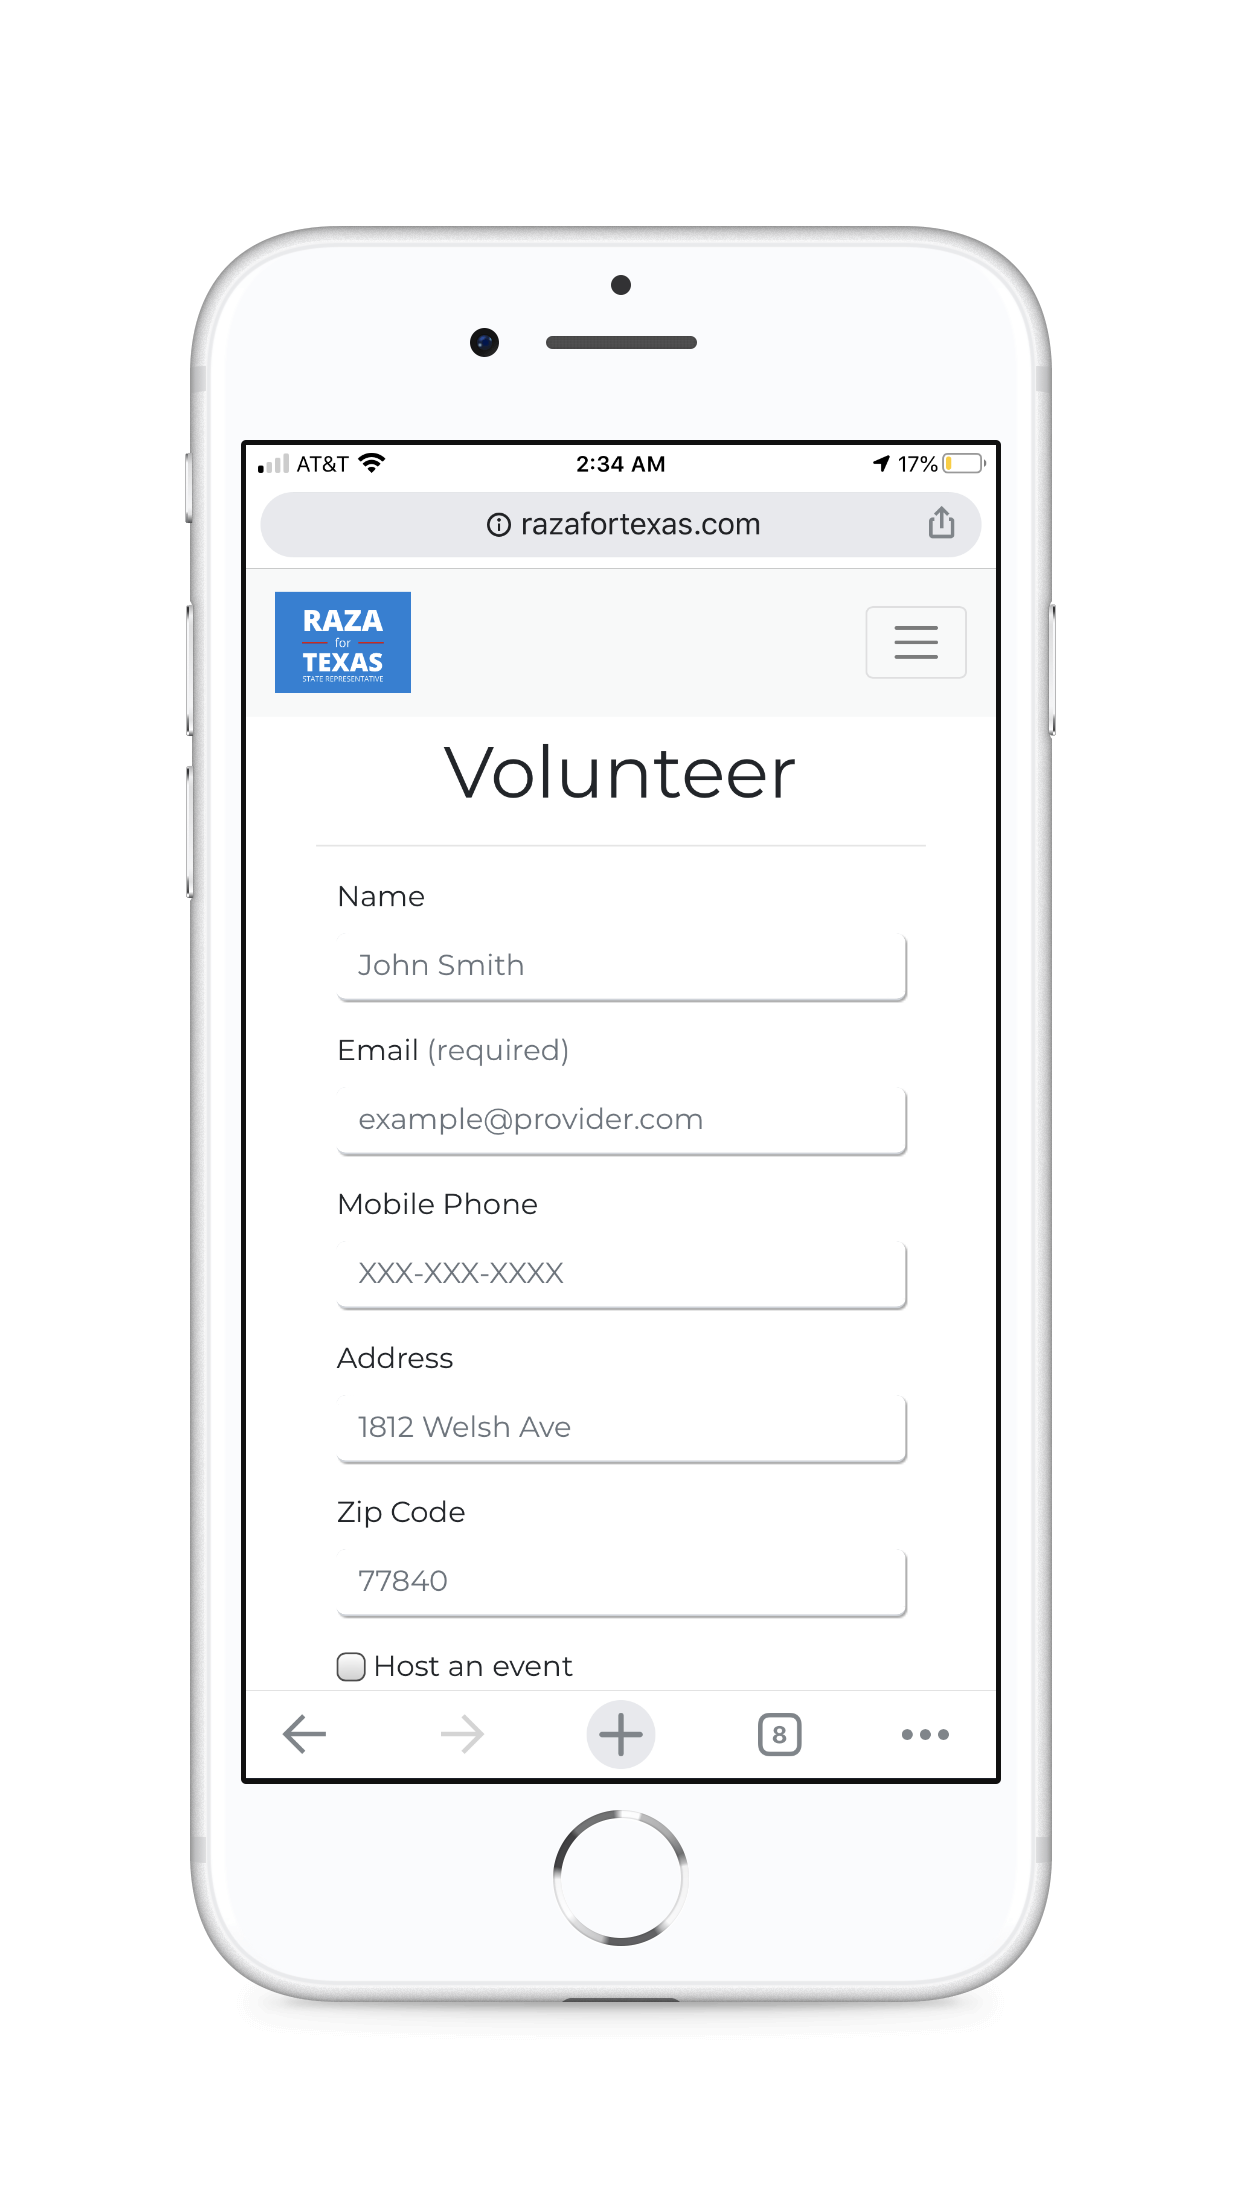 AT&T 2:34 AM 17%
razafortexas.com
RAZA
for
TEXAS
STATE REPRESENTATIVE
Volunteer
Name
John Smith
Email (required)
example@provider.com
Mobile Phone
XXX-XXX-XXXX
Address
1812 Welsh Ave
Zip Code
77840
Host an event
8